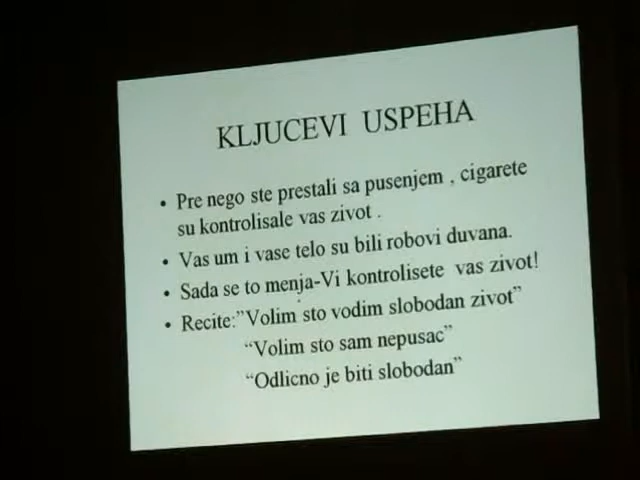 KLJUCEVI USPEHA
• Pre nego ste prestali sa pusenjem , cigarete
su kontrolisale vas zivot .
• Vas um i vase telo su bili robovi duvana.
• Sada se to menja-Vi kontrolisete vas zivot!
• Recite:”Volim sto vodim slobodan zivot”
“Volim sto sam nepusac”
“Odlicno je biti slobodan”